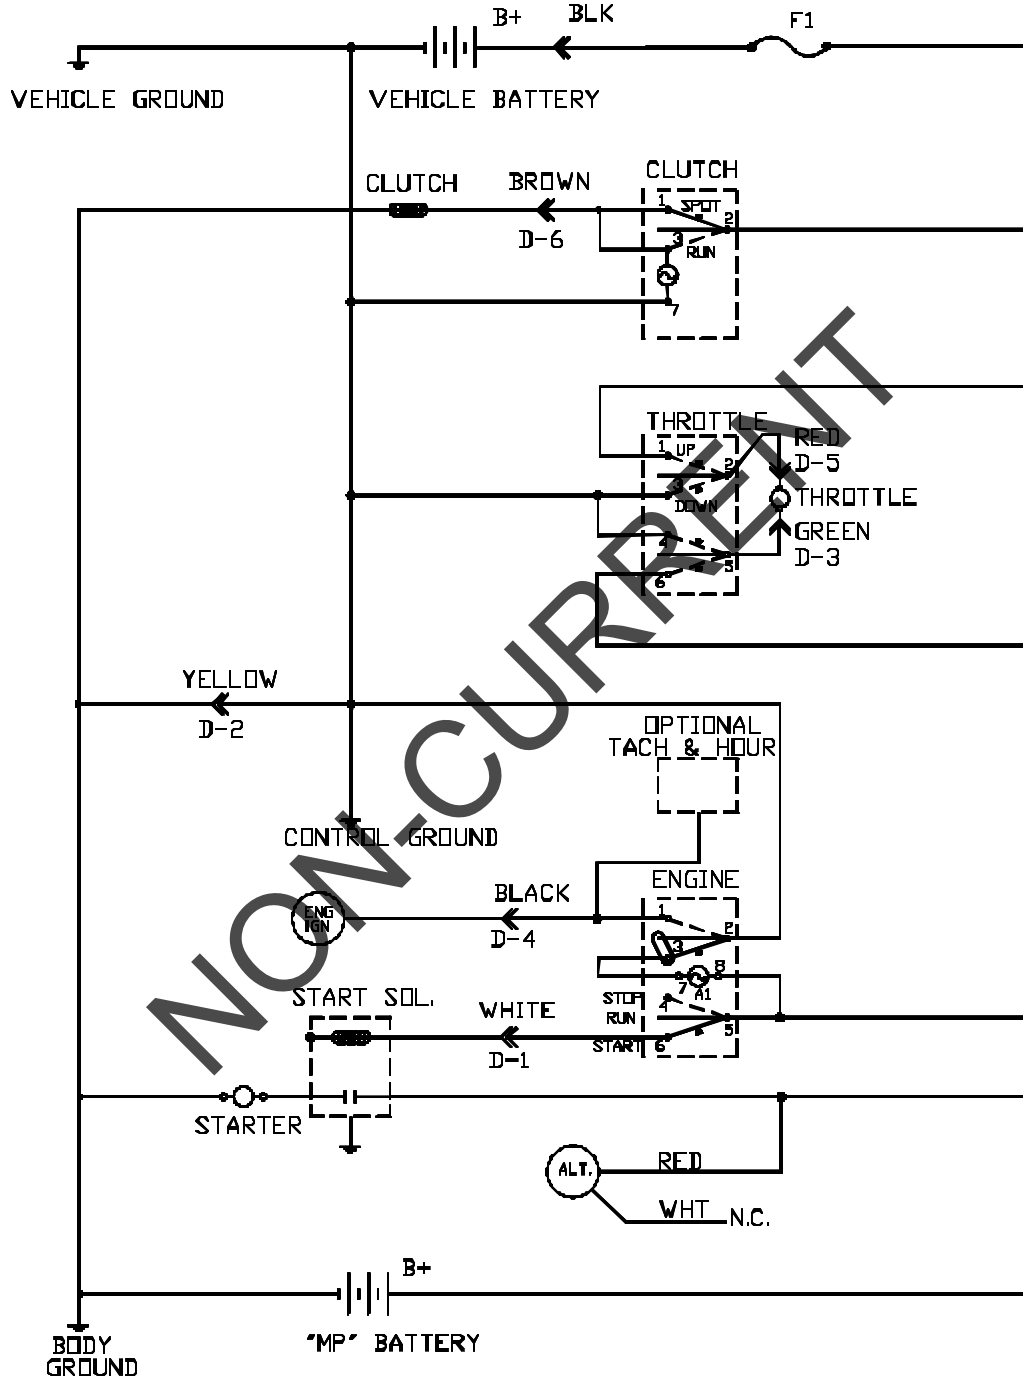 B+
BLK
F1
VEHICLE GROUND
VEHICLE BATTERY
CLUTCH
CLUTCH
BROWN
D-6
1
SPOT
2
3
RUN
7
THROTTLE
1
UP
2
3
DOWN
4
5
6
RED
D-5
THROTTLE
GREEN
D-3
YELLOW
D-2
OPTIONAL
TACH & HOUR
CONTROL GROUND
ENGINE
BLACK
D-4
ENG
IGN
1
2
3
8
7
A1
STOP
4
RUN
5
START
6
START SOL.
WHITE
D-1
STARTER
ALT.
RED
WHT
N.C.
B+
"MP" BATTERY
BODY
GROUND
NON-CURRENT